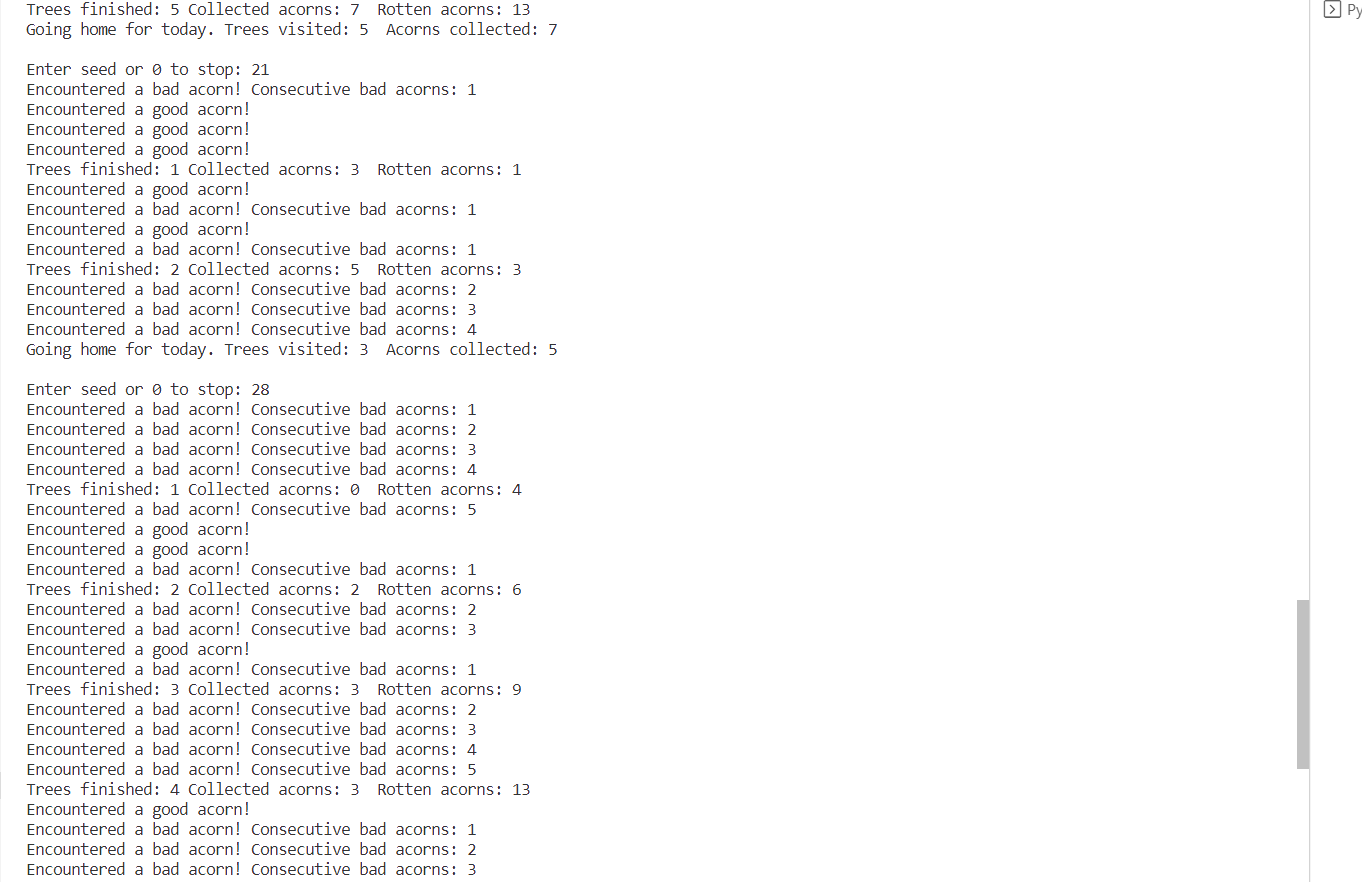 Trees finished: 5 Collected acorns: 7  Rotten acorns: 13
Going home for today. Trees visited: 5  Acorns collected: 7
Enter seed or 0 to stop: 21
Encountered a bad acorn! Consecutive bad acorns: 1
Encountered a good acorn!
Encountered a good acorn!
Encountered a good acorn!
Trees finished: 1 Collected acorns: 3  Rotten acorns: 1
Encountered a good acorn!
Encountered a bad acorn! Consecutive bad acorns: 1
Encountered a good acorn!
Encountered a bad acorn! Consecutive bad acorns: 1
Trees finished: 2 Collected acorns: 5  Rotten acorns: 3
Encountered a bad acorn! Consecutive bad acorns: 2
Encountered a bad acorn! Consecutive bad acorns: 3
Encountered a bad acorn! Consecutive bad acorns: 4
Going home for today. Trees visited: 3  Acorns collected: 5
Enter seed or 0 to stop: 28
Encountered a bad acorn! Consecutive bad acorns: 1
Encountered a bad acorn! Consecutive bad acorns: 2
Encountered a bad acorn! Consecutive bad acorns: 3
Encountered a bad acorn! Consecutive bad acorns: 4
Trees finished: 1 Collected acorns: 0  Rotten acorns: 4
Encountered a bad acorn! Consecutive bad acorns: 5
Encountered a good acorn!
Encountered a good acorn!
Encountered a bad acorn! Consecutive bad acorns: 1
Trees finished: 2 Collected acorns: 2  Rotten acorns: 6
Encountered a bad acorn! Consecutive bad acorns: 2
Encountered a bad acorn! Consecutive bad acorns: 3
Encountered a good acorn!
Encountered a bad acorn! Consecutive bad acorns: 1
Trees finished: 3 Collected acorns: 3  Rotten acorns: 9
Encountered a bad acorn! Consecutive bad acorns: 2
Encountered a bad acorn! Consecutive bad acorns: 3
Encountered a bad acorn! Consecutive bad acorns: 4
Encountered a bad acorn! Consecutive bad acorns: 5
Trees finished: 4 Collected acorns: 3  Rotten acorns: 13
Encountered a good acorn!
Encountered a bad acorn! Consecutive bad acorns: 1
Encountered a bad acorn! Consecutive bad acorns: 2
Encountered a bad acorn! Consecutive bad acorns: 3